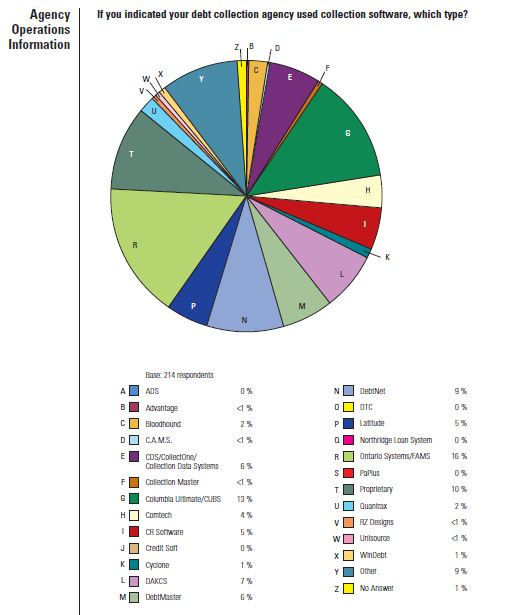 Agency
Operations
Information
If you indicated your debt collection agency used collection software, which type?
Z B D
X C
W Y E F
V
U G
T
H
I
R K
L
P M
N
Base: 214 respondents
A ADS 0 %
B Advantage <1 %
C Bloodhound 2 %
D C.A.M.S. <1 %
E CDS/CollectOne/
Collection Data Systems 6 %
F Collection Master <1 %
G Columbia Ultimate/CUBS 13 %
H Comtech 4 %
I CR Software 5 %
J Credit Soft 0 %
K Cyclone 1 %
L DAKCS 7 %
M DebtMaster 6 %
N DebtNet 9 %
O DTC 0 %
P Latitude 5 %
Q Northridge Loan System 0 %
R Ontario Systems/FAMS 16 %
S PaPlus 0 %
T Proprietary 10 %
U Quantrax 2 %
V RZ Designs <1 %
W Unisource <1 %
X WinDebt 1 %
Y Other 9 %
Z No Answer 1 %